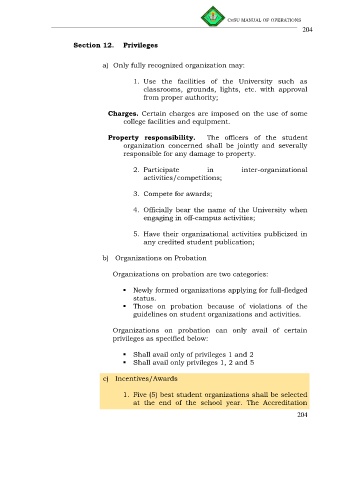 CNSU MANUAL OF OPERATIONS
204
Section 12. Privileges
a) Only fully recognized organization may:
1. Use the facilities of the University such as
classrooms, grounds, lights, etc. with approval
from proper authority;
Charges. Certain charges are imposed on the use of some
college facilities and equipment.
Property responsibility. The officers of the student
organization concerned shall be jointly and severally
responsible for any damage to property.
2. Participate in inter-organizational
activities/competitions;
3. Compete for awards;
4. Officially bear the name of the University when
engaging in off-campus activities;
5. Have their organizational activities publicized in
any credited student publication;
b) Organizations on Probation
Organizations on probation are two categories:
▪ Newly formed organizations applying for full-fledged
status.
▪ Those on probation because of violations of the
guidelines on student organizations and activities.
Organizations on probation can only avail of certain
privileges as specified below:
▪ Shall avail only of privileges 1 and 2
▪ Shall avail only privileges 1, 2 and 5
c) Incentives/Awards
1. Five (5) best student organizations shall be selected
at the end of the school year. The Accreditation
204